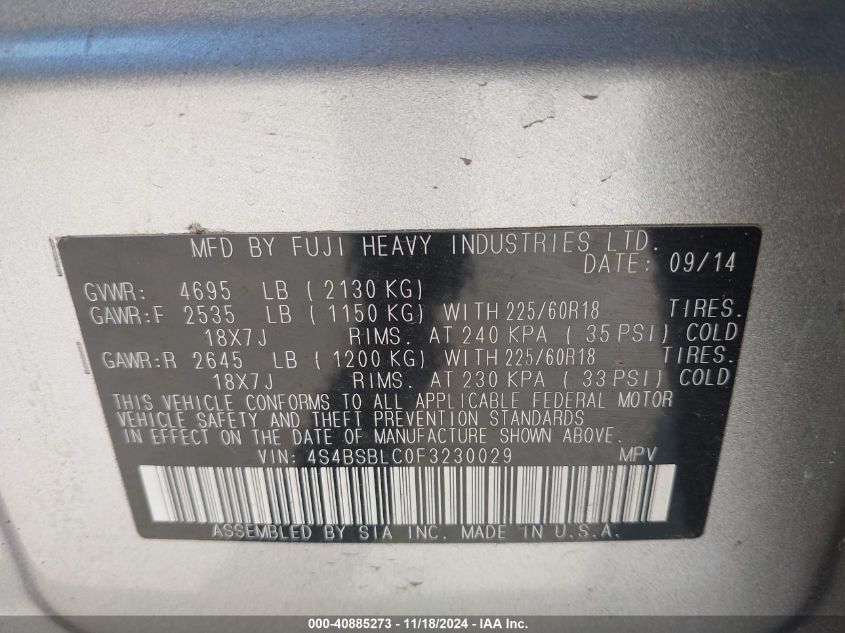 MFD BY FUJI HEAVY INDUSTRIES LTD.
DATE: 09/14
GVWR: 4695 LB ( 2130 KG)
GAWR:F 2535 LB ( 1150 KG) WITH 225/60R18 TIRES.
18X7J RIMS. AT 240 KPA ( 35 PSI) COLD
GAWR:R 2645 LB ( 1200 KG) WITH 225/60R18 TIRES.
18X7J RIMS. AT 230 KPA ( 33 PSI) COLD
THIS VEHICLE CONFORMS TO ALL APPLICABLE FEDERAL MOTOR
VEHICLE SAFETY AND THEFT PREVENTION STANDARDS
IN EFFECT ON THE DATE OF MANUFACTURE SHOWN ABOVE.
VIN: 4S4BSBLC0F3230029 MPV
ASSEMBLED BY SIA INC. MADE IN U.S.A.
000-40885273 - 11/18/2024 - IAA Inc.